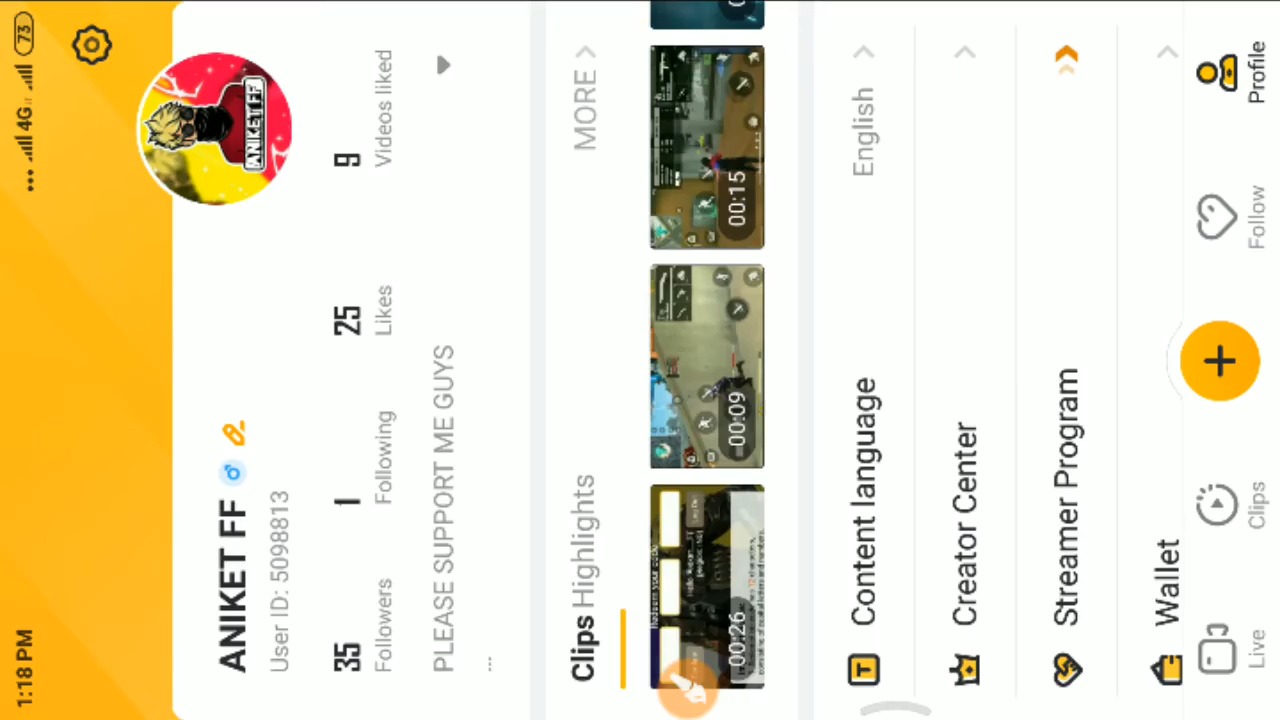 1:18 PM
4G 73
ANIKET FF
ANIKET FF
User ID: 5098813
35 1 25 9
Followers Following Likes Videos liked
PLEASE SUPPORT ME GUYS
...
Clips Highlights MORE
00:26 00:09 00:15
Content language English
Creator Center
Streamer Program
Wallet
Live Clips Follow Profile